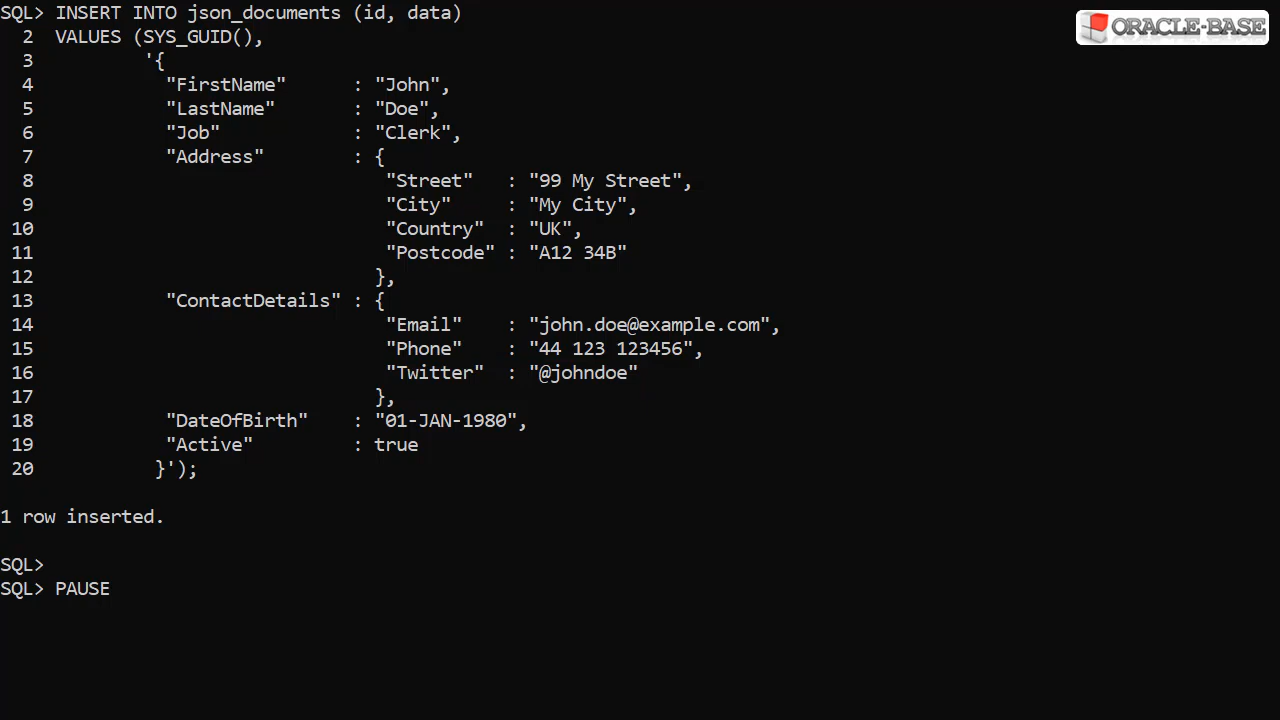 SQL> INSERT INTO json_documents (id, data)
ORACLE-BASE
  2  VALUES (SYS_GUID(),
  3          '{
  4            "FirstName"      : "John",
  5            "LastName"       : "Doe",
  6            "Job"            : "Clerk",
  7            "Address"        : {
  8                                "Street"   : "99 My Street",
  9                                "City"     : "My City",
 10                                "Country"  : "UK",
 11                                "Postcode" : "A12 34B"
 12                               },
 13            "ContactDetails" : {
 14                                "Email"    : "john.doe@example.com",
 15                                "Phone"    : "44 123 123456",
 16                                "Twitter"  : "@johndoe"
 17                               },
 18            "DateOfBirth"    : "01-JAN-1980",
 19            "Active"         : true
 20           }');
1 row inserted.
SQL>
SQL> PAUSE